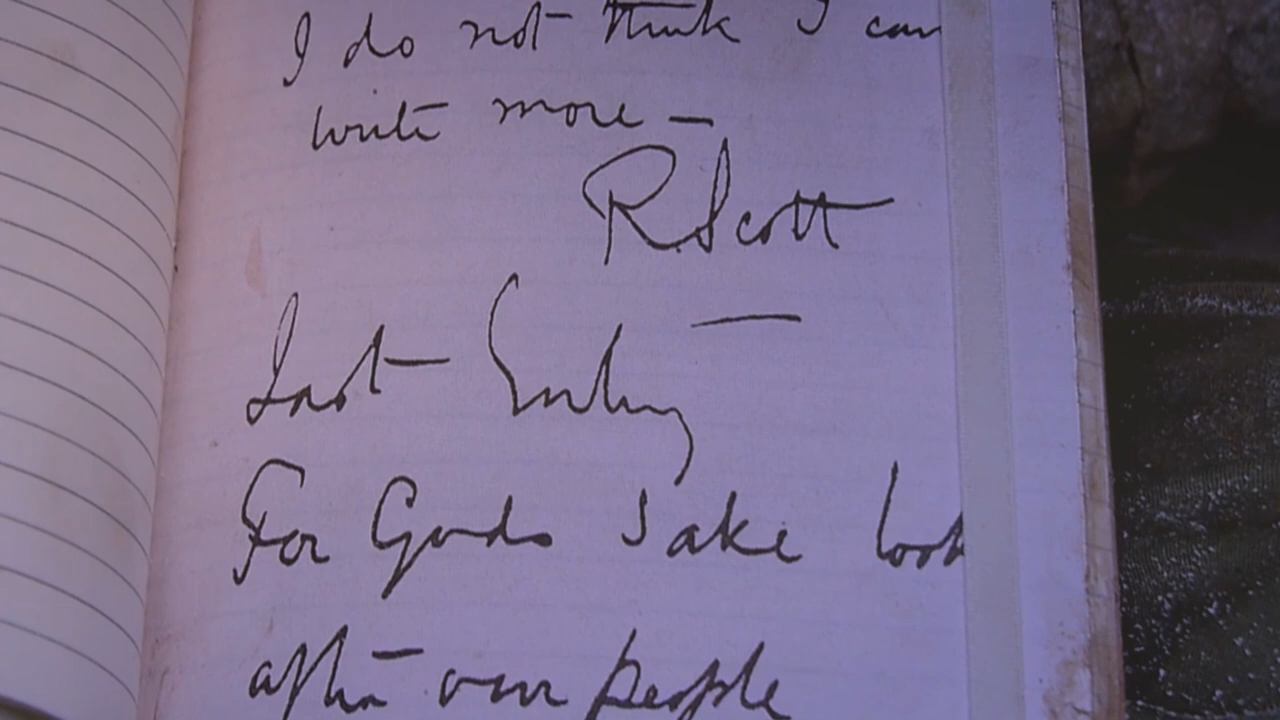 I do not think I can
write more —
R. Scott
Last Entry —
For Gods sake look
after our people